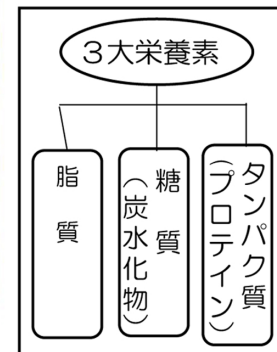 ３大栄養素
脂質
糖質
（炭水化物）
タンパク質
（プロテイン）